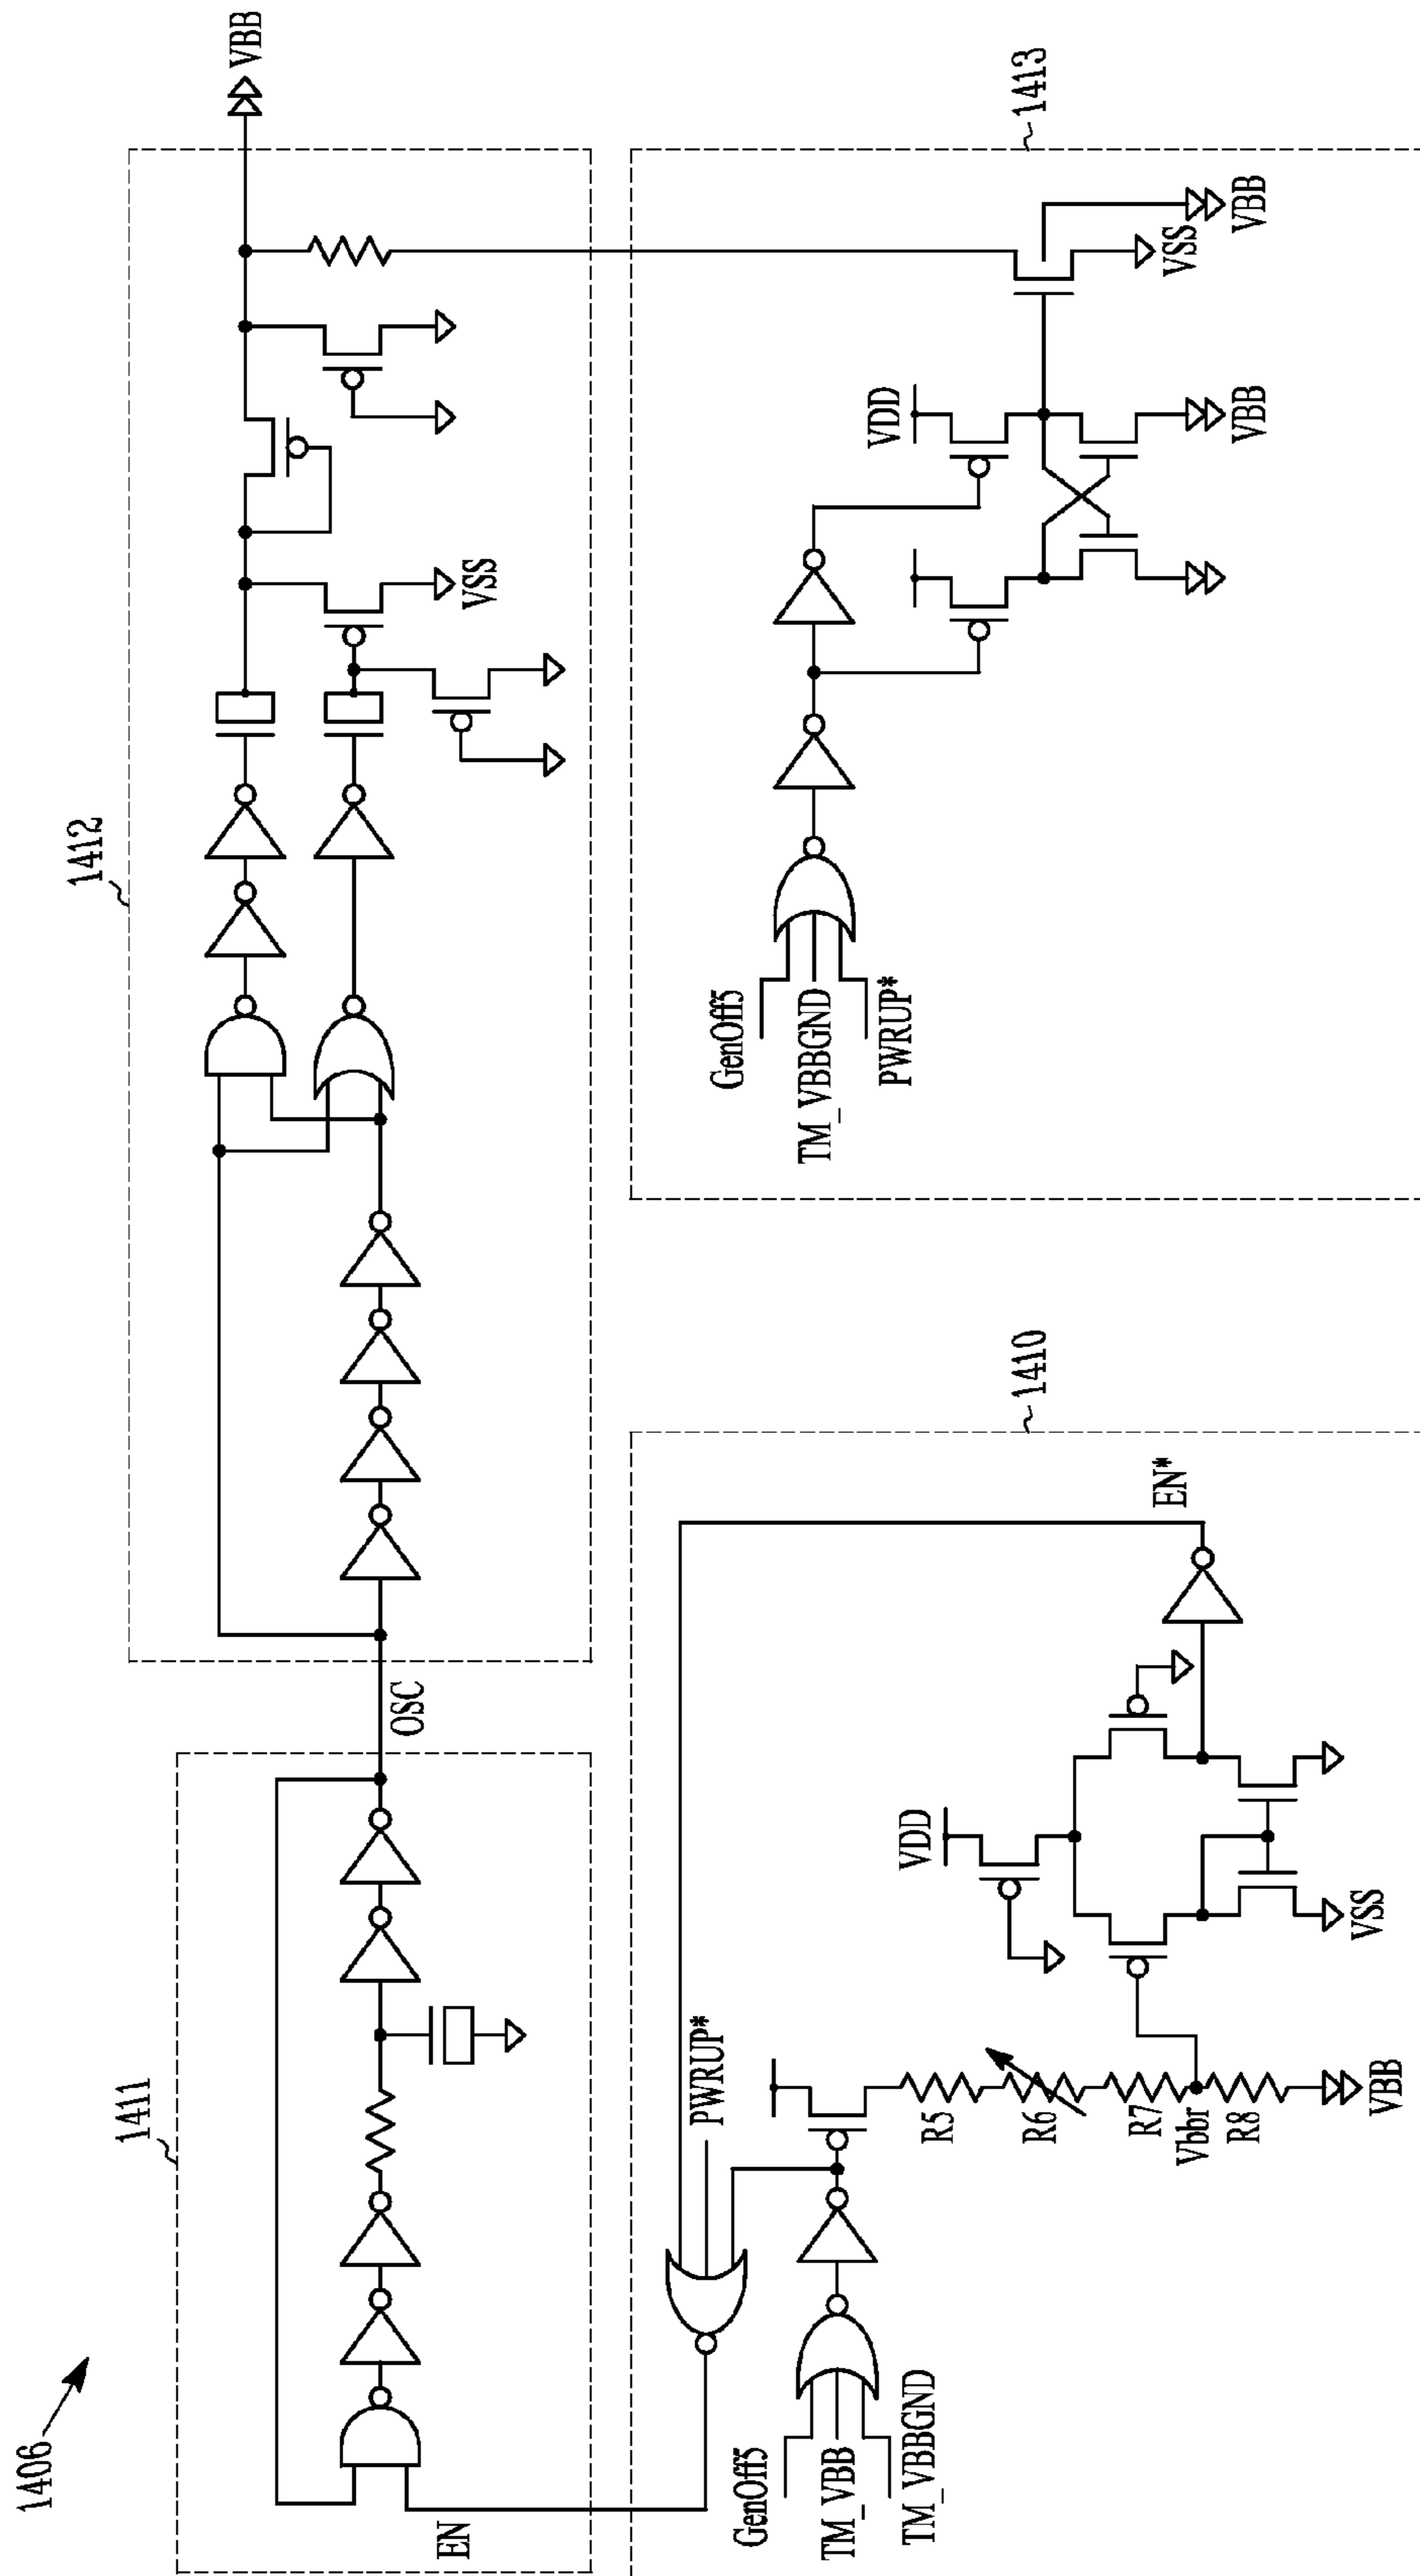 1406
1411
EN
OSC
1412
VSS
VBB
1410
GenOff5
TM_VBB
TM_VBBGND
PWRUP*
R5
R6
R7
Vbbr
R8
VBB
VDD
VSS
EN*
1413
GenOff5
TM_VBBGND
PWRUP*
VDD
VBB
VSS
VBB